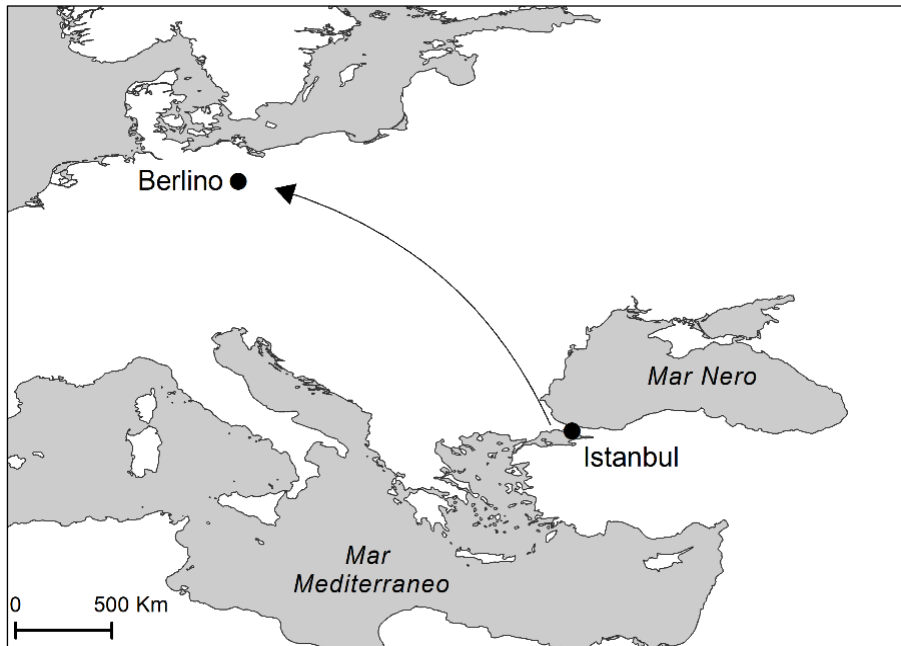 Berlino
Mar Nero
Istanbul
Mar
Mediterraneo
0 500 Km